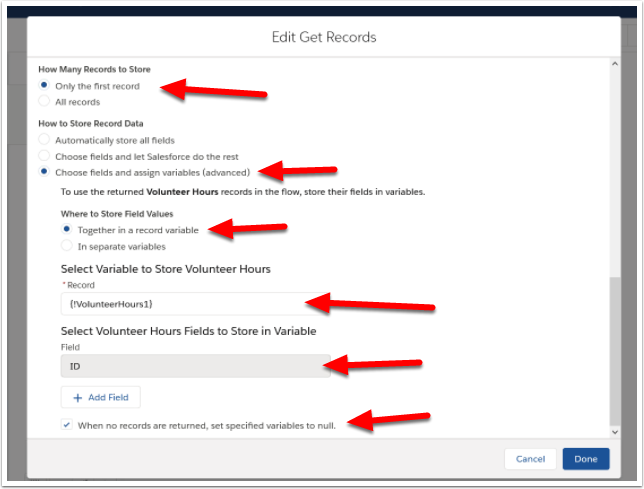 Edit Get Records
How Many Records to Store
Only the first record
All records
How to Store Record Data
Automatically store all fields
Choose fields and let Salesforce do the rest
Choose fields and assign variables (advanced)
To use the returned Volunteer Hours records in the flow, store their fields in variables.
Where to Store Field Values
Together in a record variable
In separate variables
Select Variable to Store Volunteer Hours
*Record
{!VolunteerHours1}
Select Volunteer Hours Fields to Store in Variable
Field
ID
+ Add Field
When no records are returned, set specified variables to null.
Cancel Done